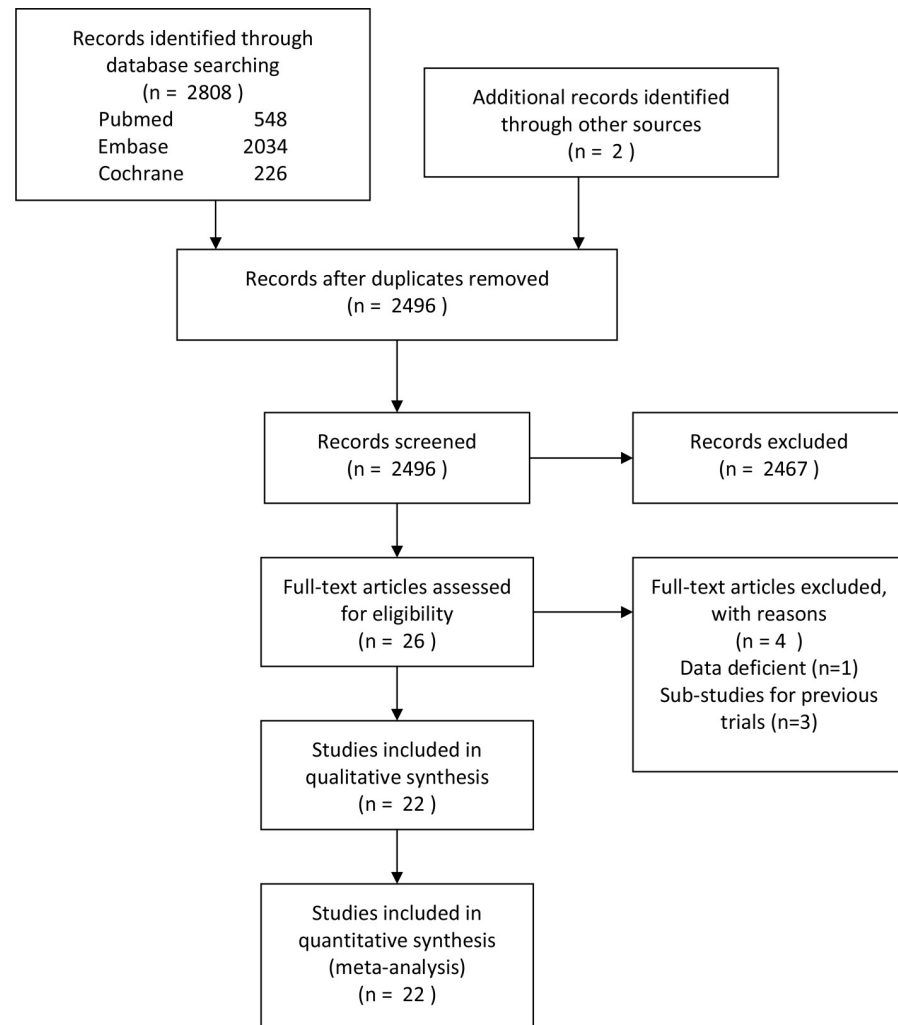 Records identified through
database searching
(n = 2808 )
Pubmed 548
Embase 2034
Cochrane 226
Additional records identified
through other sources
(n = 2 )
Records after duplicates removed
(n = 2496 )
Records screened
(n = 2496 )
Records excluded
(n = 2467 )
Full-text articles assessed
for eligibility
(n = 26 )
Full-text articles excluded,
with reasons
(n = 4 )
Data deficient (n=1)
Sub-studies for previous
trials (n=3)
Studies included in
qualitative synthesis
(n = 22 )
Studies included in
quantitative synthesis
(meta-analysis)
(n = 22 )